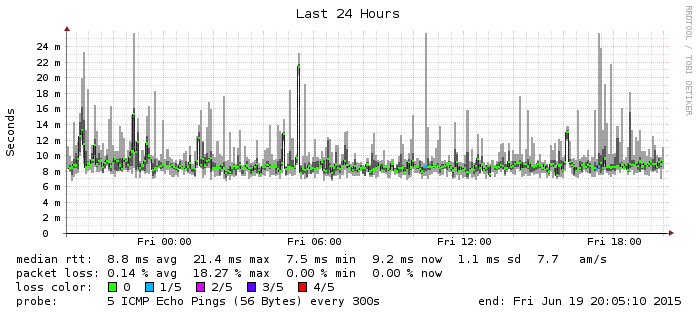 Last 24 Hours
RRDTOOL / TOBI OETIKER
Seconds
24 m
22 m
20 m
18 m
16 m
14 m
12 m
10 m
8 m
6 m
4 m
2 m
0
Fri 00:00 Fri 06:00 Fri 12:00 Fri 18:00
median rtt: 8.8 ms avg 21.4 ms max 7.5 ms min 9.2 ms now 1.1 ms sd 7.7 am/s
packet loss: 0.14 % avg 18.27 % max 0.00 % min 0.00 % now
loss color: 0 1/5 2/5 3/5 4/5
probe: 5 ICMP Echo Pings (56 Bytes) every 300s end: Fri Jun 19 20:05:10 2015